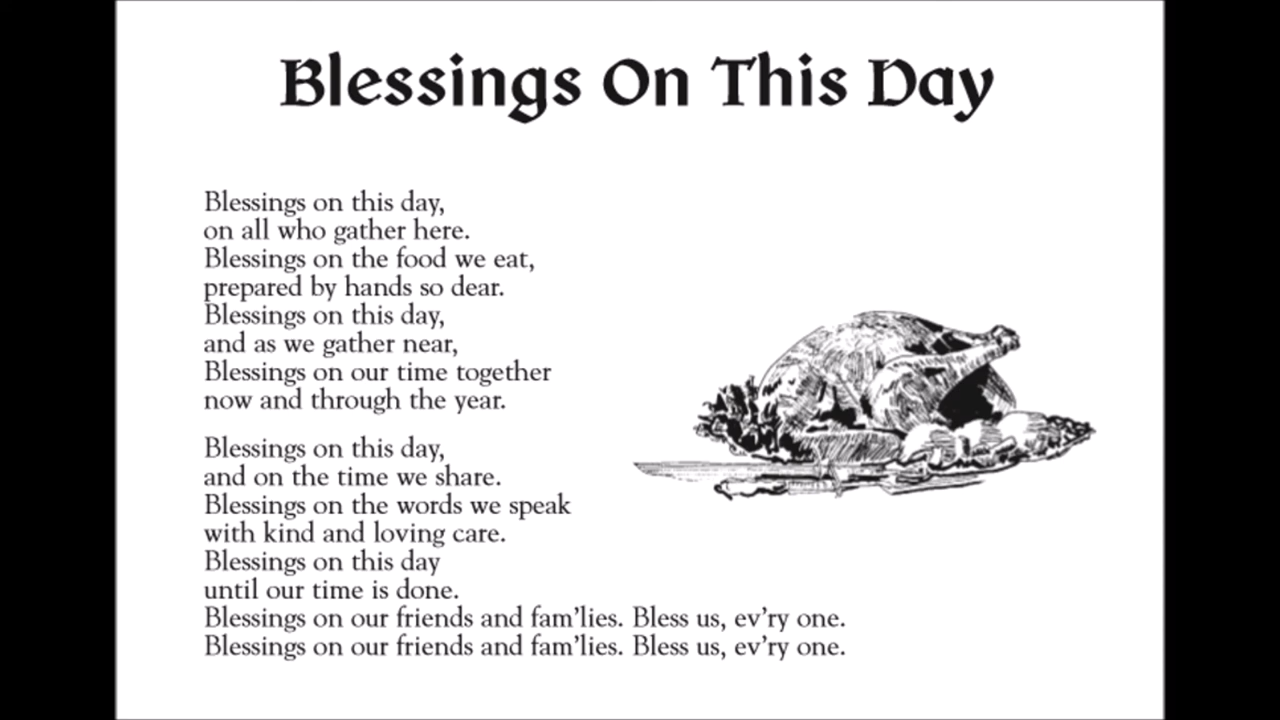 Blessings On This Day
Blessings on this day,
on all who gather here.
Blessings on the food we eat,
prepared by hands so dear.
Blessings on this day,
and as we gather near,
Blessings on our time together
now and through the year.
Blessings on this day,
and on the time we share.
Blessings on the words we speak
with kind and loving care.
Blessings on this day
until our time is done.
Blessings on our friends and fam’lies. Bless us, ev’ry one.
Blessings on our friends and fam’lies. Bless us, ev’ry one.